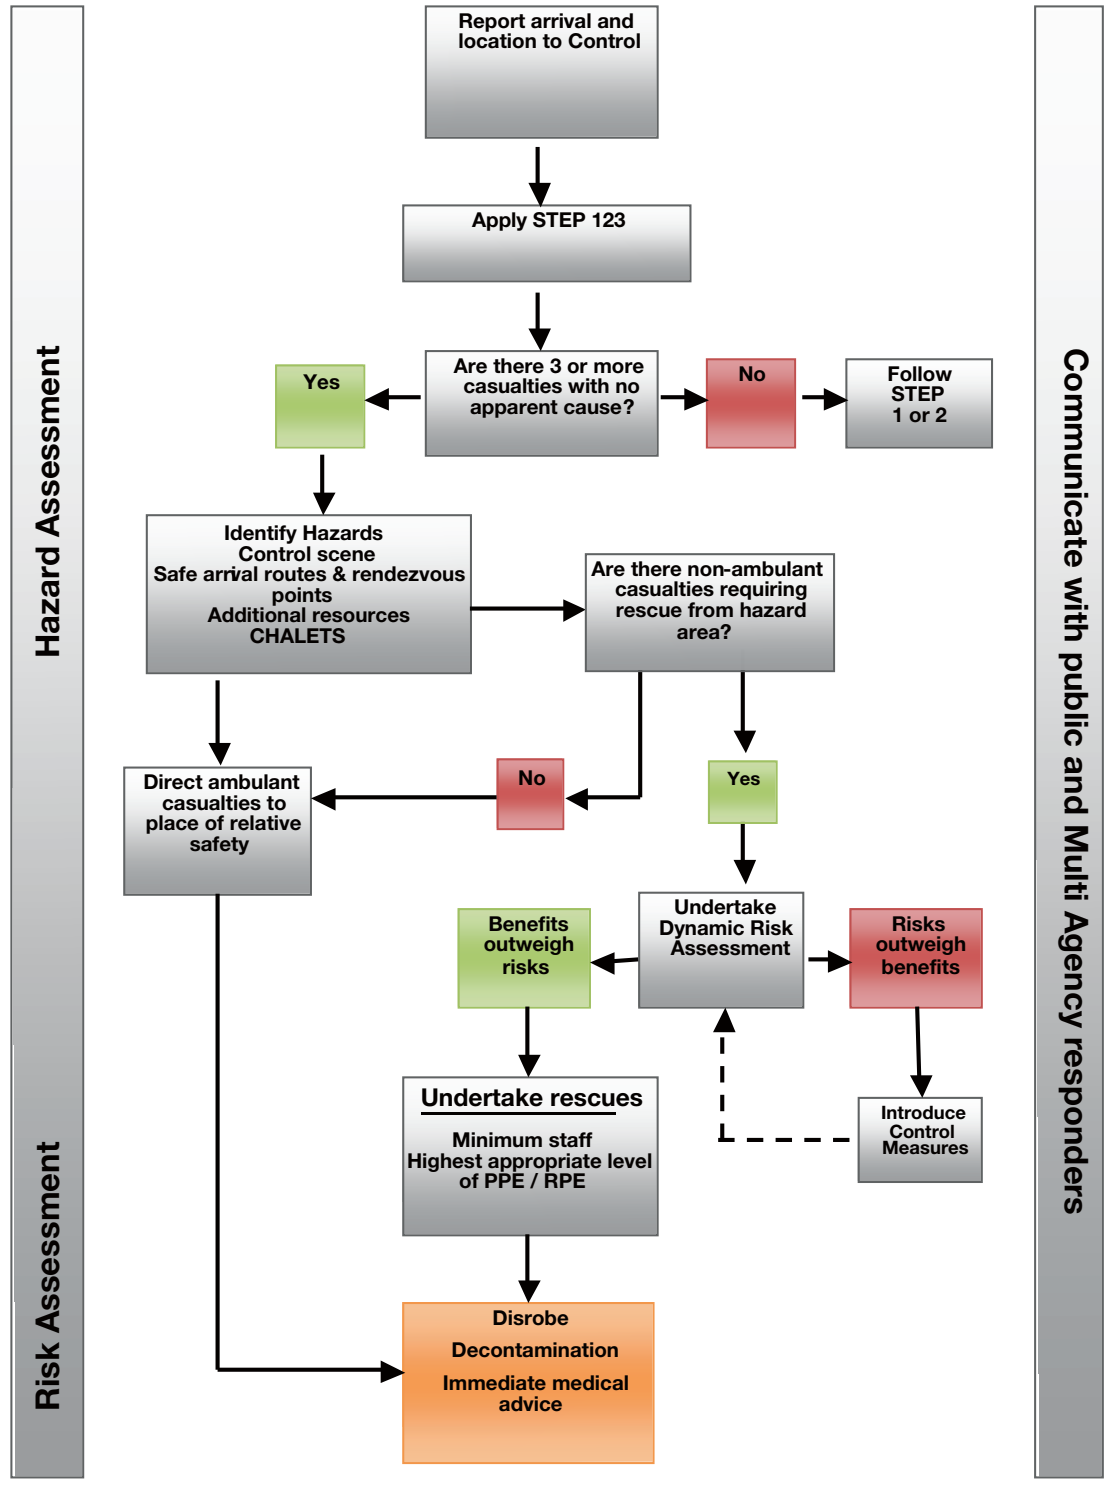 Report arrival and
location to Control
Apply STEP 123
Are there 3 or more
casualties with no
apparent cause?
Yes
No
Follow
STEP
1 or 2
Identify Hazards
Control scene
Safe arrival routes & rendezvous
points
Additional resources
CHALETS
Are there non-ambulant
casualties requiring
rescue from hazard
area?
Direct ambulant
casualties to
place of relative
safety
No
Yes
Undertake
Dynamic Risk
Assessment
Benefits
outweigh
risks
Risks
outweigh
benefits
Undertake rescues
Minimum staff
Highest appropriate level
of PPE / RPE
Introduce
Control
Measures
Disrobe
Decontamination
Immediate medical
advice
Hazard Assessment
Risk Assessment
Communicate with public and Multi Agency responders